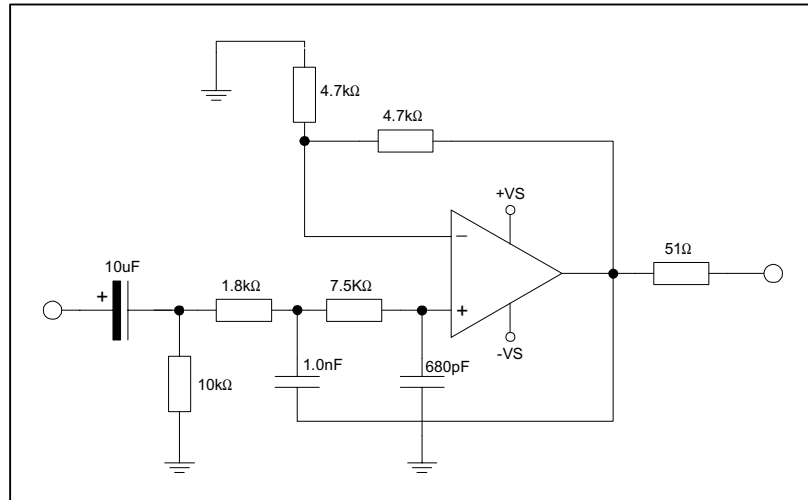 4.7kΩ
4.7kΩ
+VS
−
51Ω
10uF
+
1.8kΩ
7.5KΩ
+
-VS
1.0nF
680pF
10kΩ